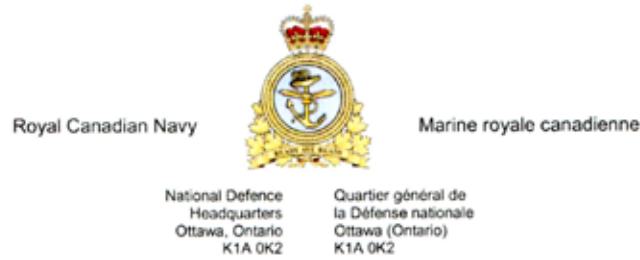 Royal Canadian Navy
Marine royale canadienne
National Defence
Headquarters
Ottawa, Ontario
K1A 0K2
Quartier général de
la Défense nationale
Ottawa (Ontario)
K1A 0K2